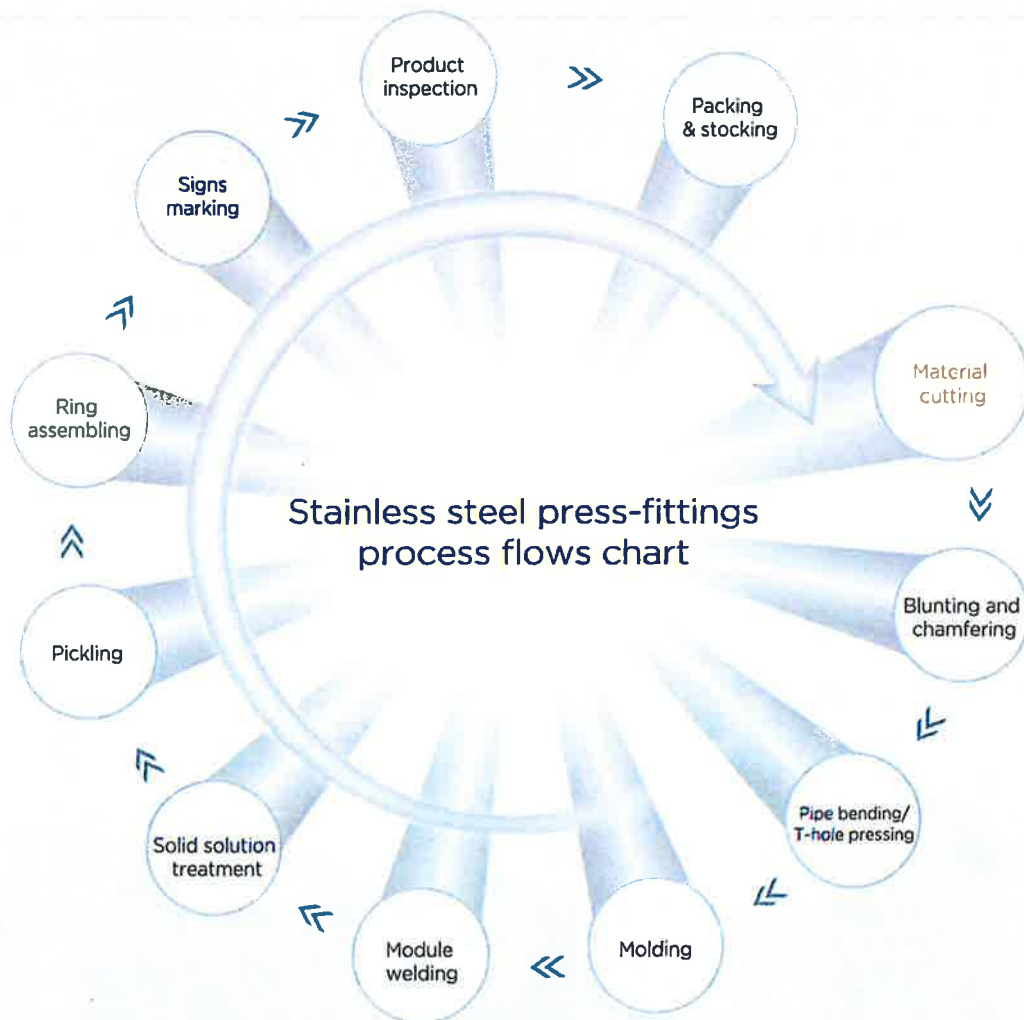 Product
inspection
Packing
& stocking
Signs
marking
Material
cutting
Ring
assembling
Stainless steel press-fittings
process flows chart
Blunting and
chamfering
Pickling
Pipe bending/
T-hole pressing
Solid solution
treatment
Module
welding
Molding